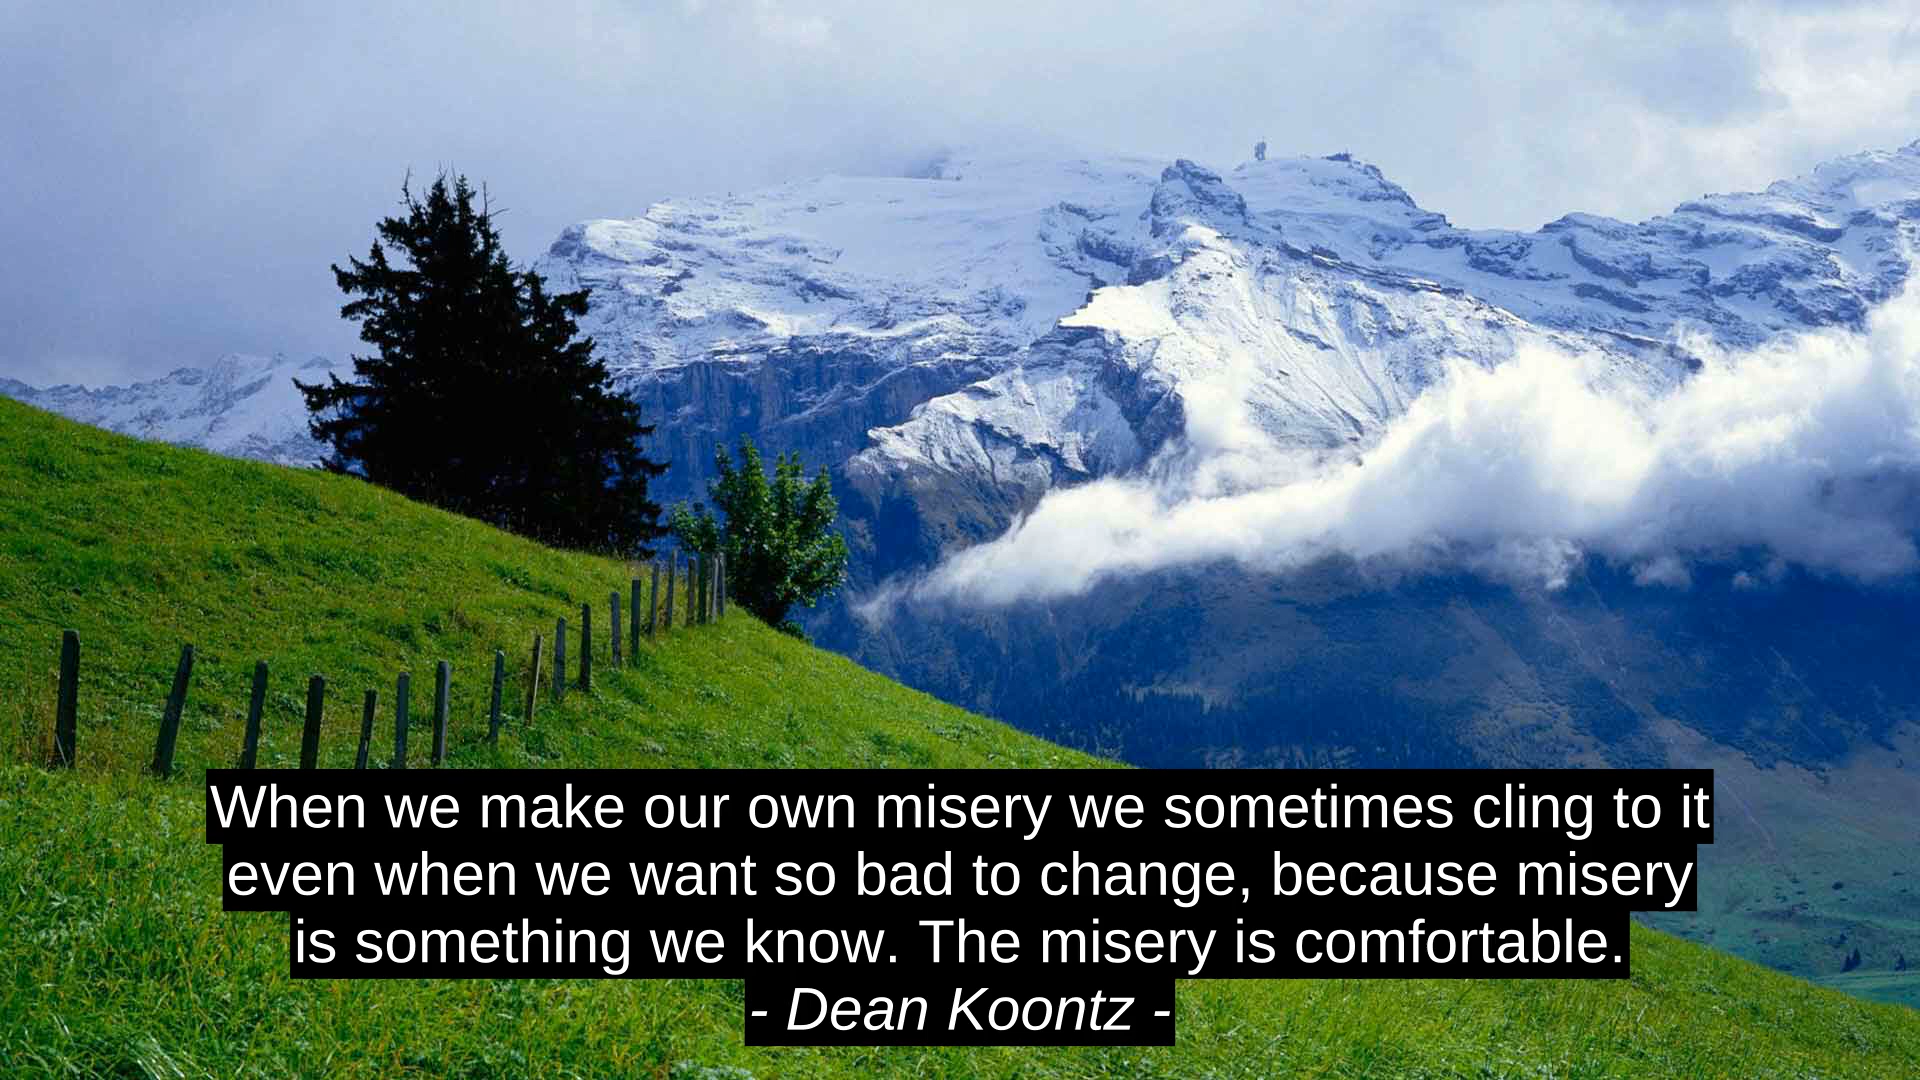 When we make our own misery we sometimes cling to it
even when we want so bad to change, because misery
is something we know. The misery is comfortable.
- Dean Koontz -